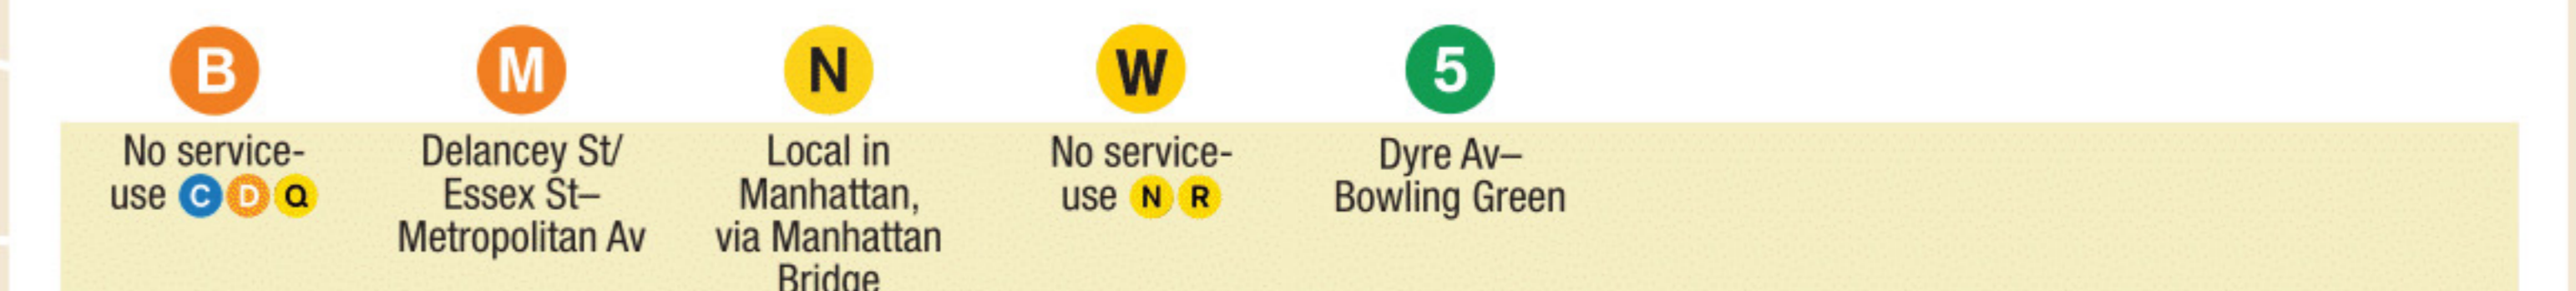 B M N W 5
No service-
use C D Q
Delancey St/
Essex St–
Metropolitan Av
Local in
Manhattan,
via Manhattan
Bridge
No service-
use N R
Dyre Av–
Bowling Green